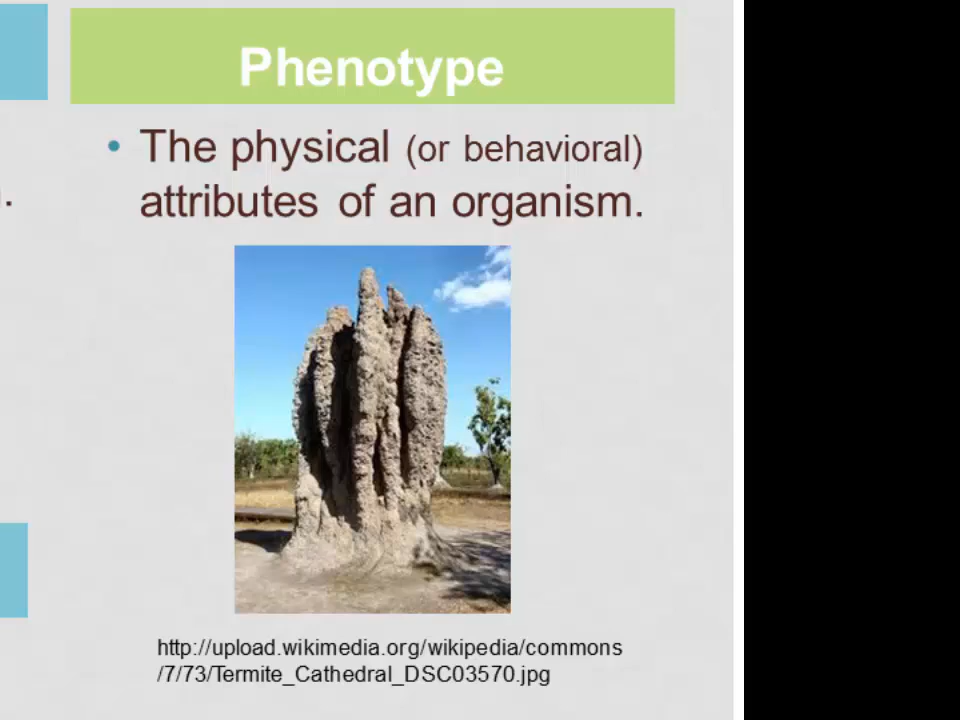 Phenotype
• The physical (or behavioral)
attributes of an organism.
http://upload.wikimedia.org/wikipedia/commons
/7/73/Termite_Cathedral_DSC03570.jpg